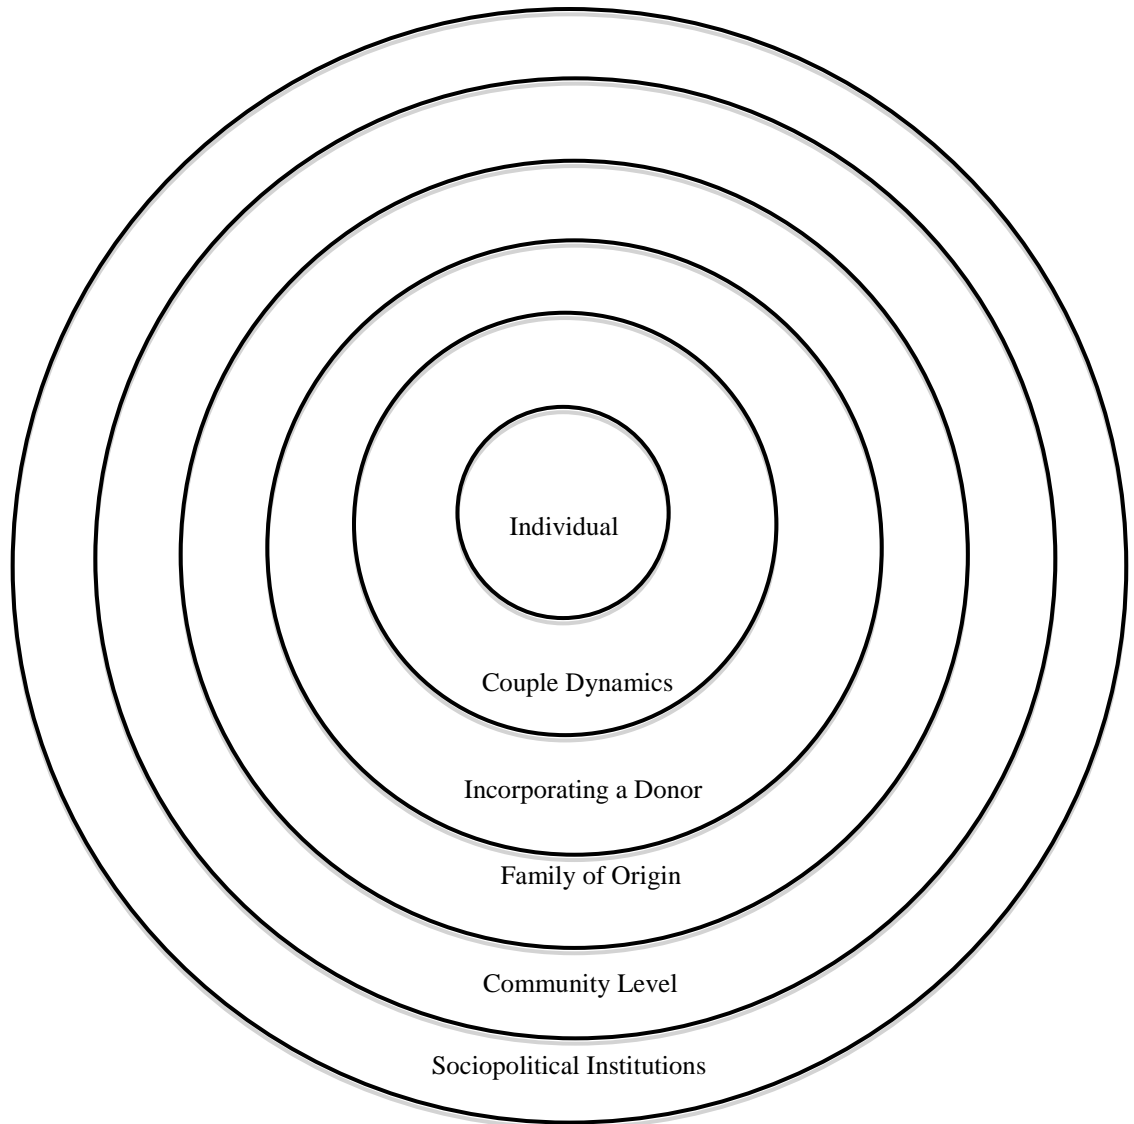 Individual
Couple Dynamics
Incorporating a Donor
Family of Origin
Community Level
Sociopolitical Institutions